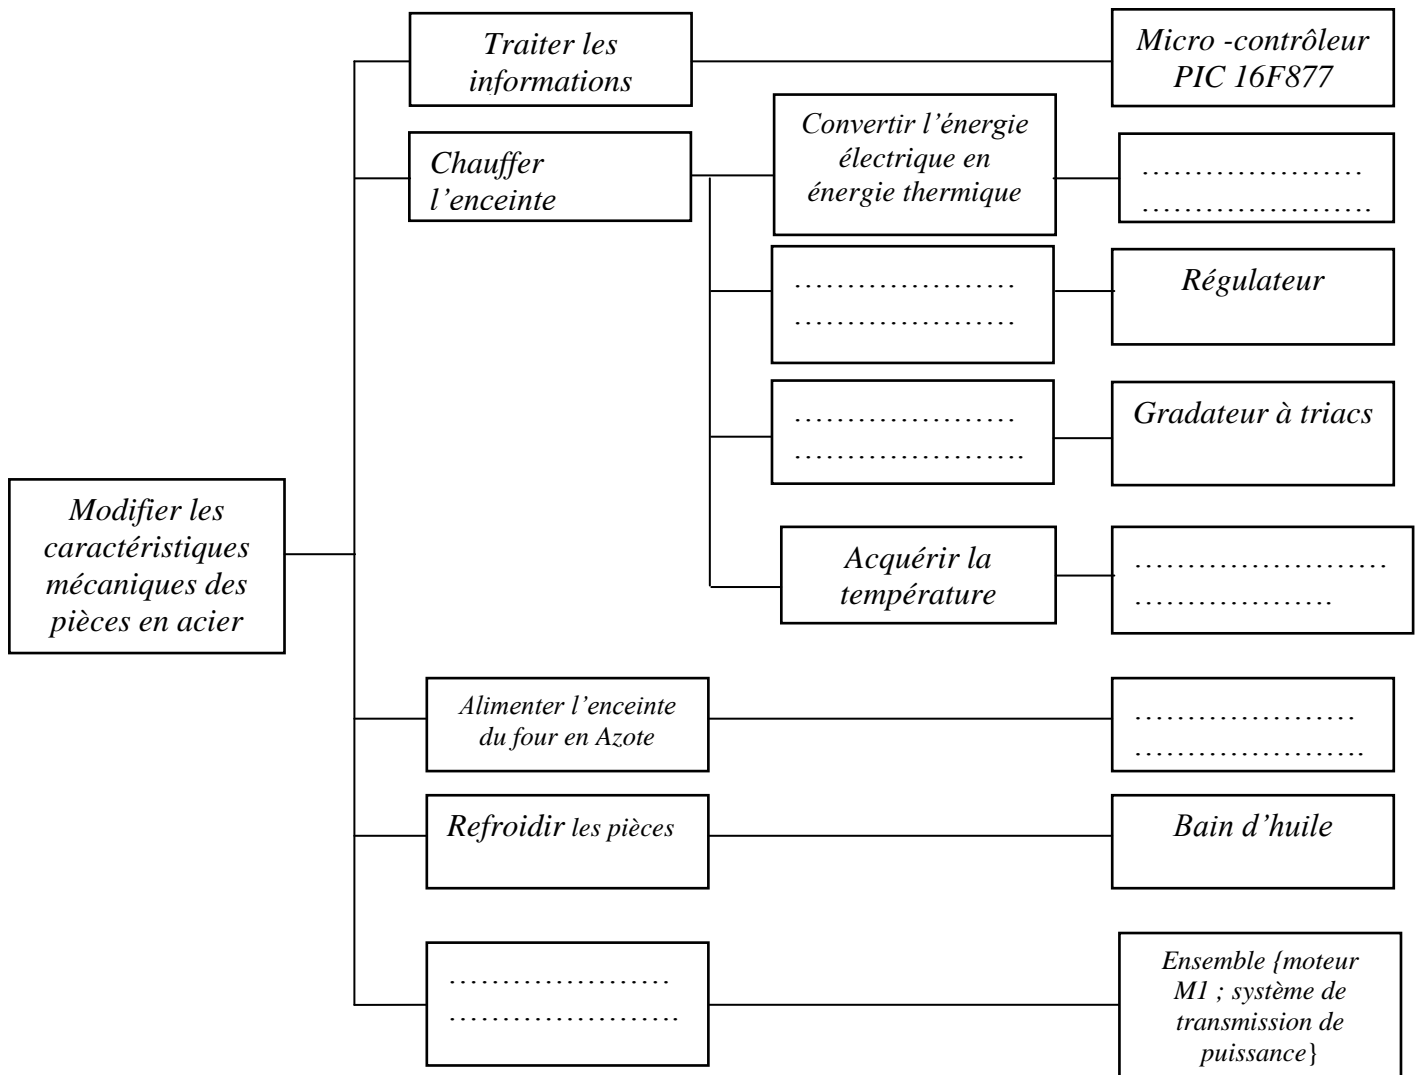 Traiter les
informations
Micro -contrôleur
PIC 16F877
Chauffer
l’enceinte
Convertir l’énergie
électrique en
énergie thermique
…………………
………………….
…………………
…………………
Régulateur
…………………
………………….
Gradateur à triacs
Modifier les
caractéristiques
mécaniques des
pièces en acier
Acquérir la
température
……………………
……………….
Alimenter l’enceinte
du four en Azote
…………………
………………….
Refroidir les pièces
Bain d’huile
…………………
………………….
Ensemble {moteur
M1 ; système de
transmission de
puissance}